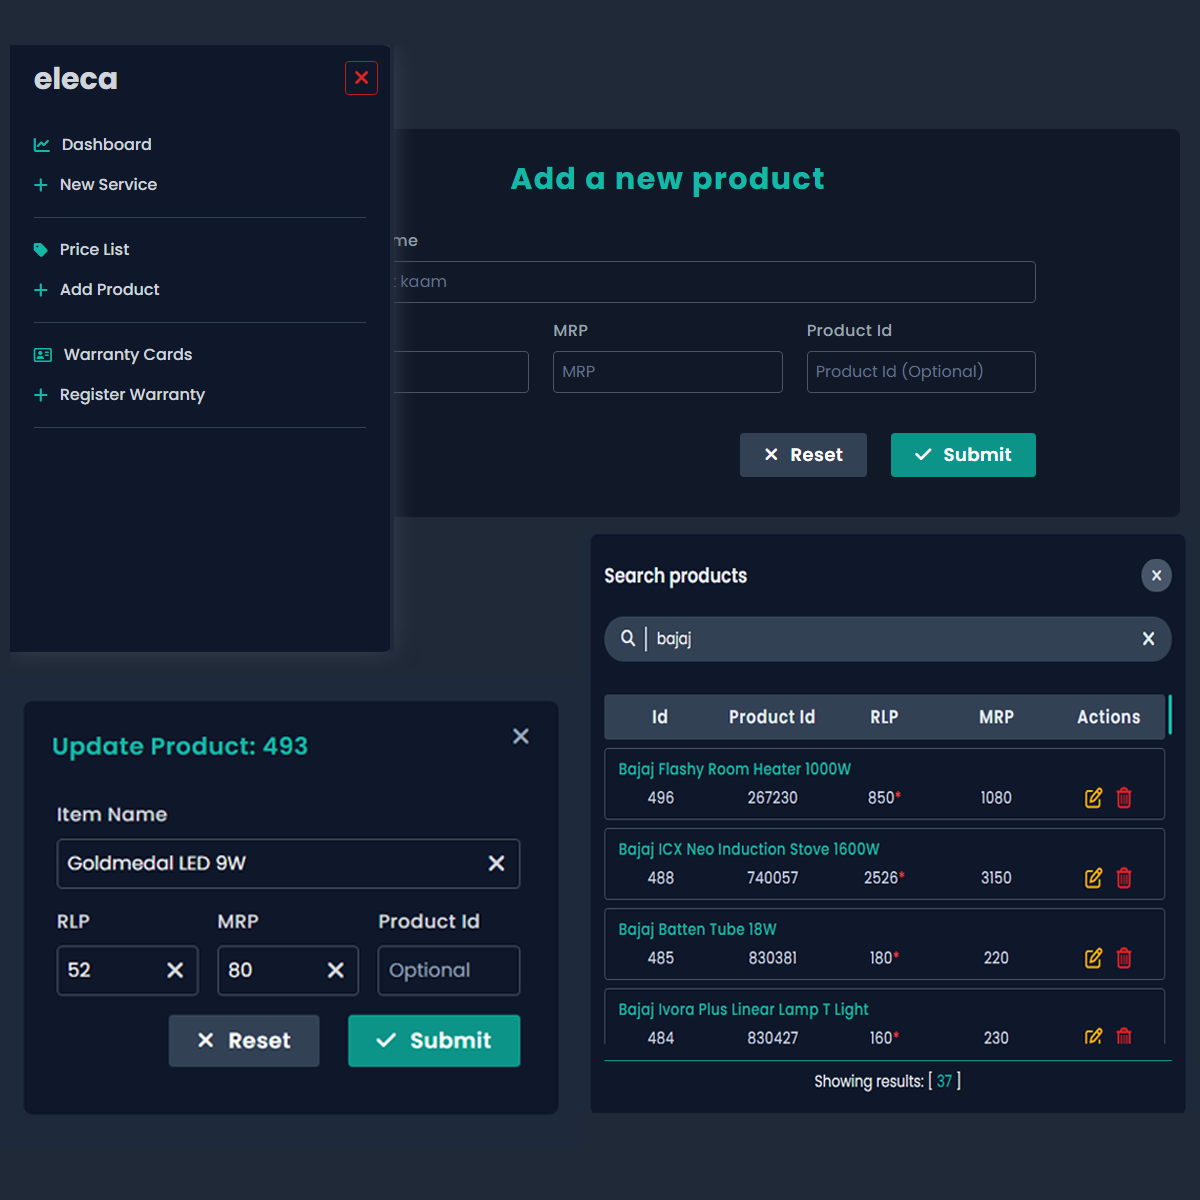 eleca
Dashboard
New Service
Price List
Add Product
Warranty Cards
Register Warranty
Add a new product
me
kaam
MRP
Product Id
MRP
Product Id (Optional)
Reset
Submit
Search products
bajaj
Id Product Id RLP MRP Actions
Bajaj Flashy Room Heater 1000W
496 267230 850* 1080
Bajaj ICX Neo Induction Stove 1600W
488 740057 2526* 3150
Bajaj Batten Tube 18W
485 830381 180* 220
Bajaj Ivora Plus Linear Lamp T Light
484 830427 160* 230
Showing results: [ 37 ]
Update Product: 493
Item Name
Goldmedal LED 9W
RLP MRP Product Id
52 80 Optional
Reset
Submit